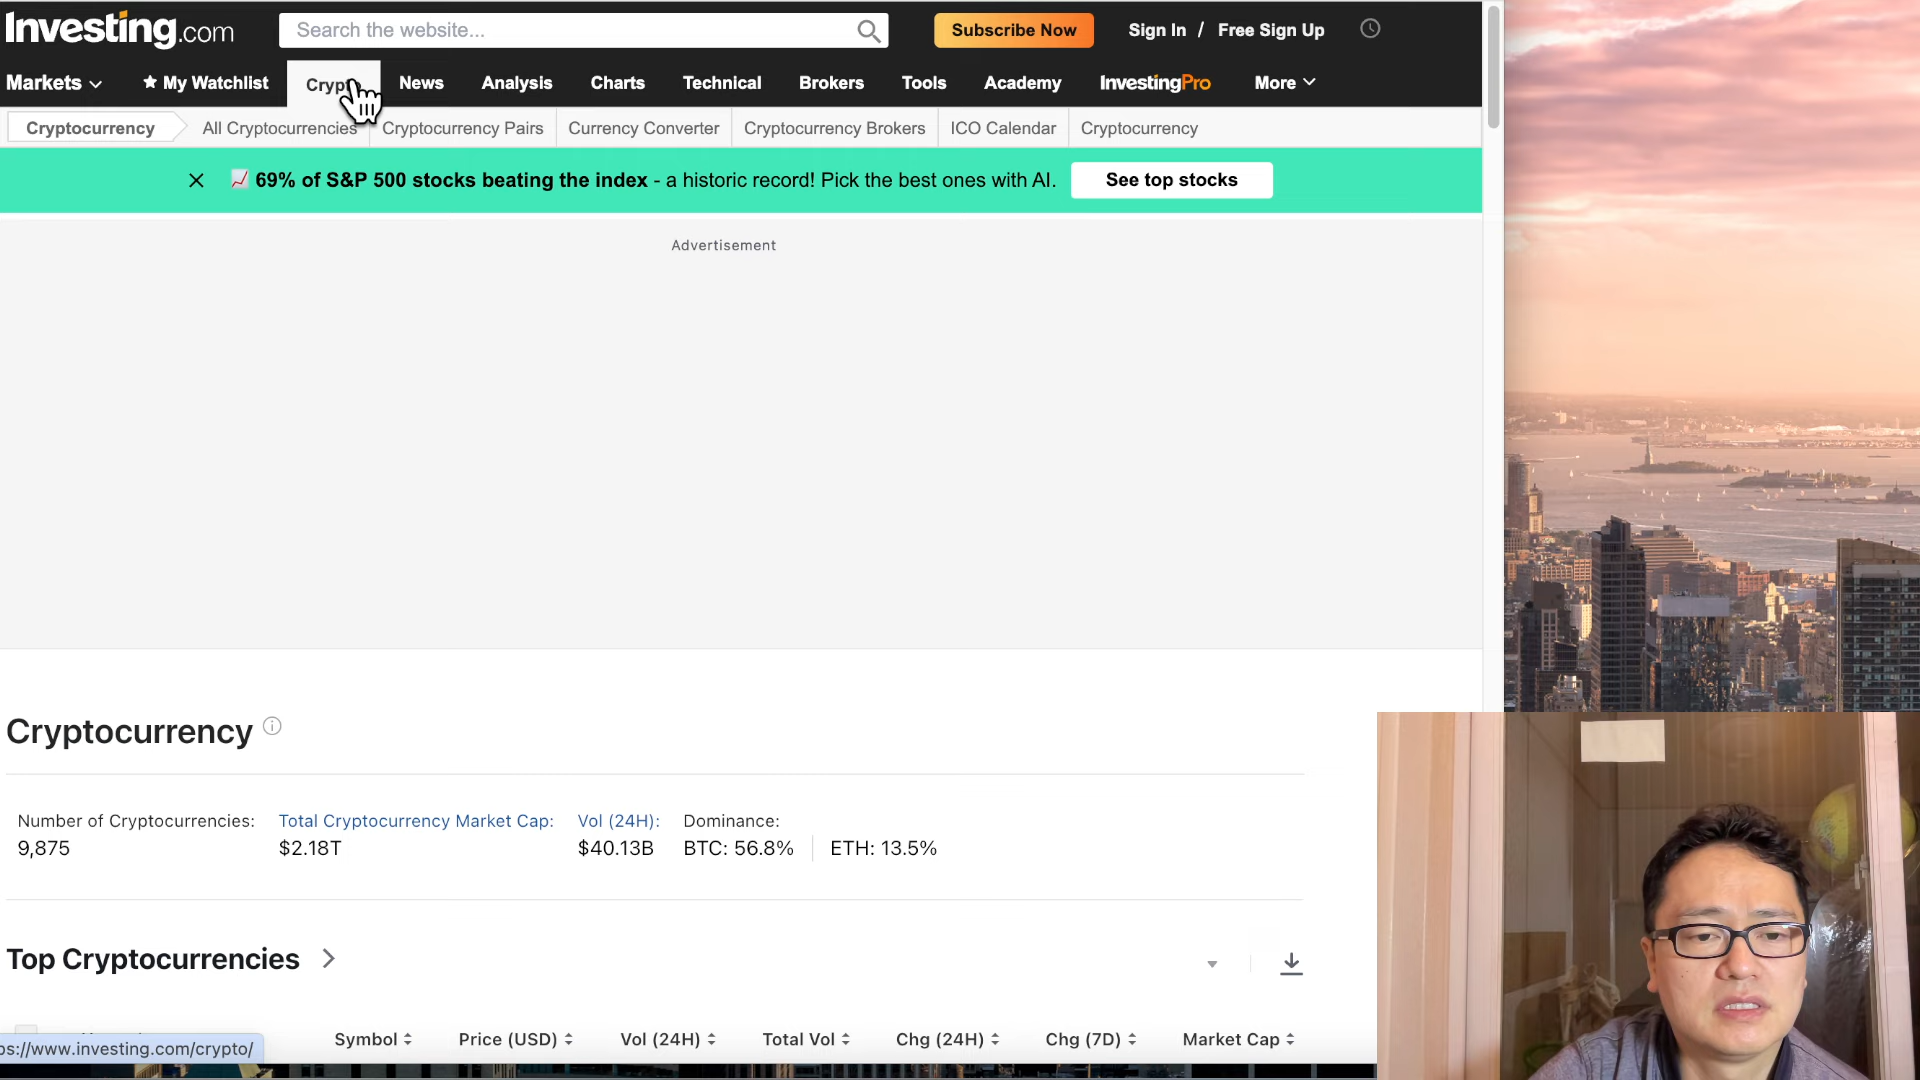 Investing.com
Search the website...
Subscribe Now
Sign In / Free Sign Up
Markets
My Watchlist
News
Analysis
Charts
Technical
Brokers
Tools
Academy
InvestingPro
More
Cryptocurrency
All Cryptocurrencies
Cryptocurrency Pairs
Currency Converter
Cryptocurrency Brokers
ICO Calendar
Cryptocurrency
69% of S&P 500 stocks beating the index - a historic record! Pick the best ones with AI.
See top stocks
Advertisement
Cryptocurrency
Number of Cryptocurrencies:
9,875
Total Cryptocurrency Market Cap:
$2.18T
Vol (24H):
$40.13B
Dominance:
BTC: 56.8%
ETH: 13.5%
Top Cryptocurrencies
Symbol
Price (USD)
Vol (24H)
Total Vol
Chg (24H)
Chg (7D)
Market Cap
ps://www.investing.com/crypto/